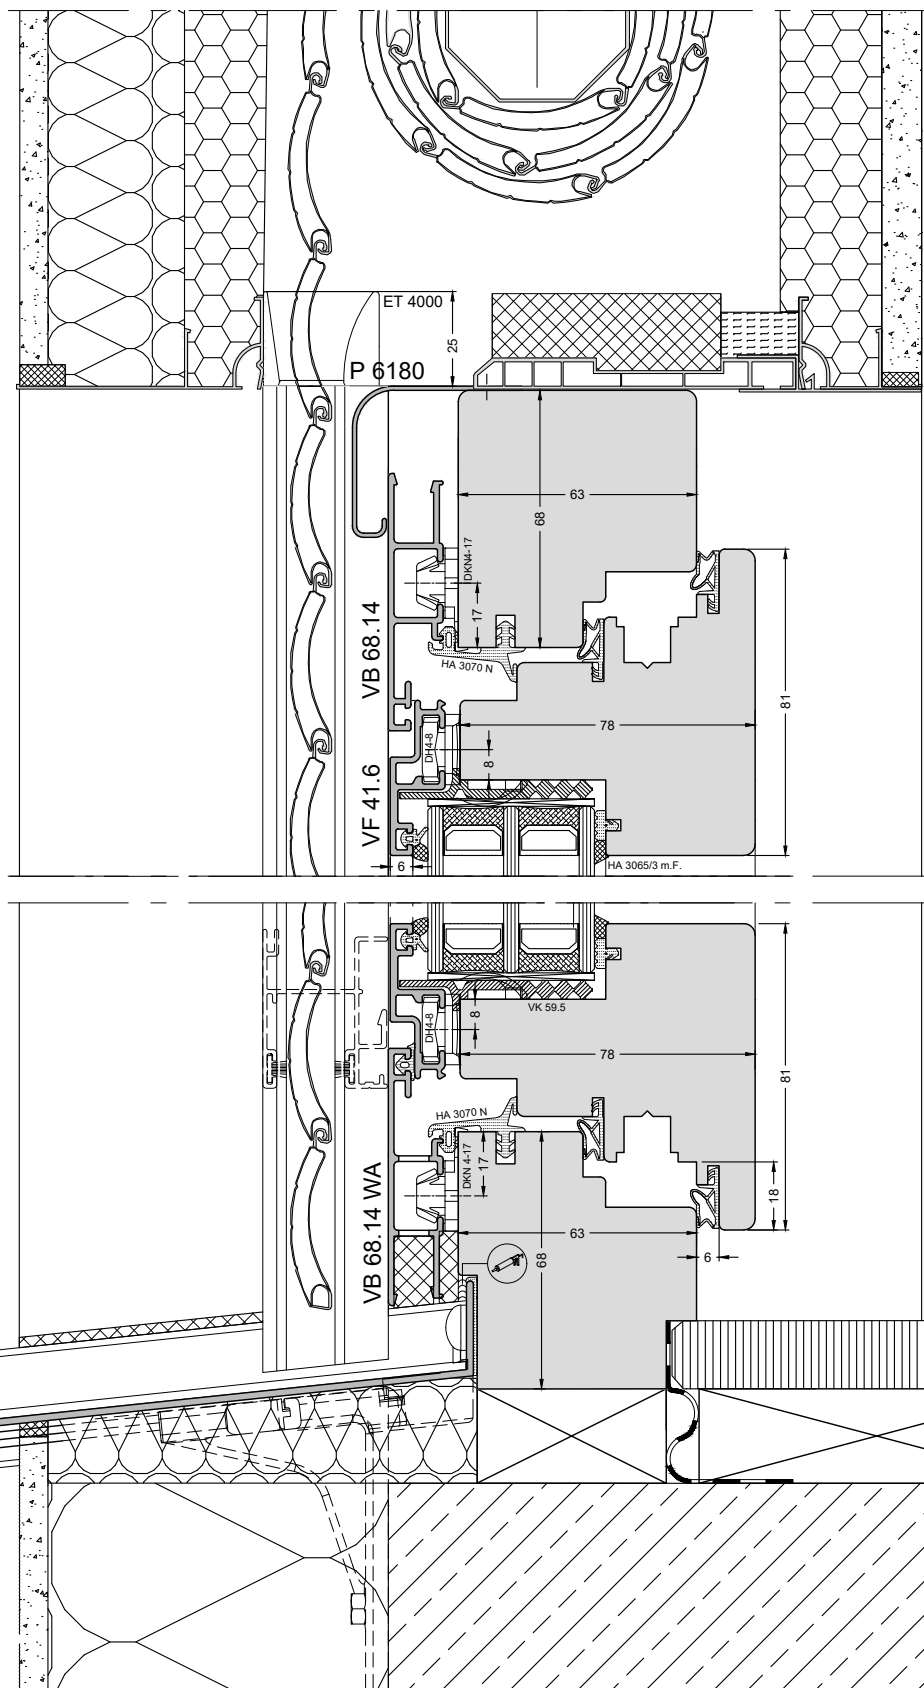 ET 4000
25
P 6180
63
68
DKN4-17
17
VB 68.14
HA 3070 N
81
78
DH4-8
8
VF 41.6
6
HA 3065/3 m.F.
VK 59.5
8
DH4-8
78
81
HA 3070 N
DKN 4-17
17
18
VB 68.14 WA
63
68
6